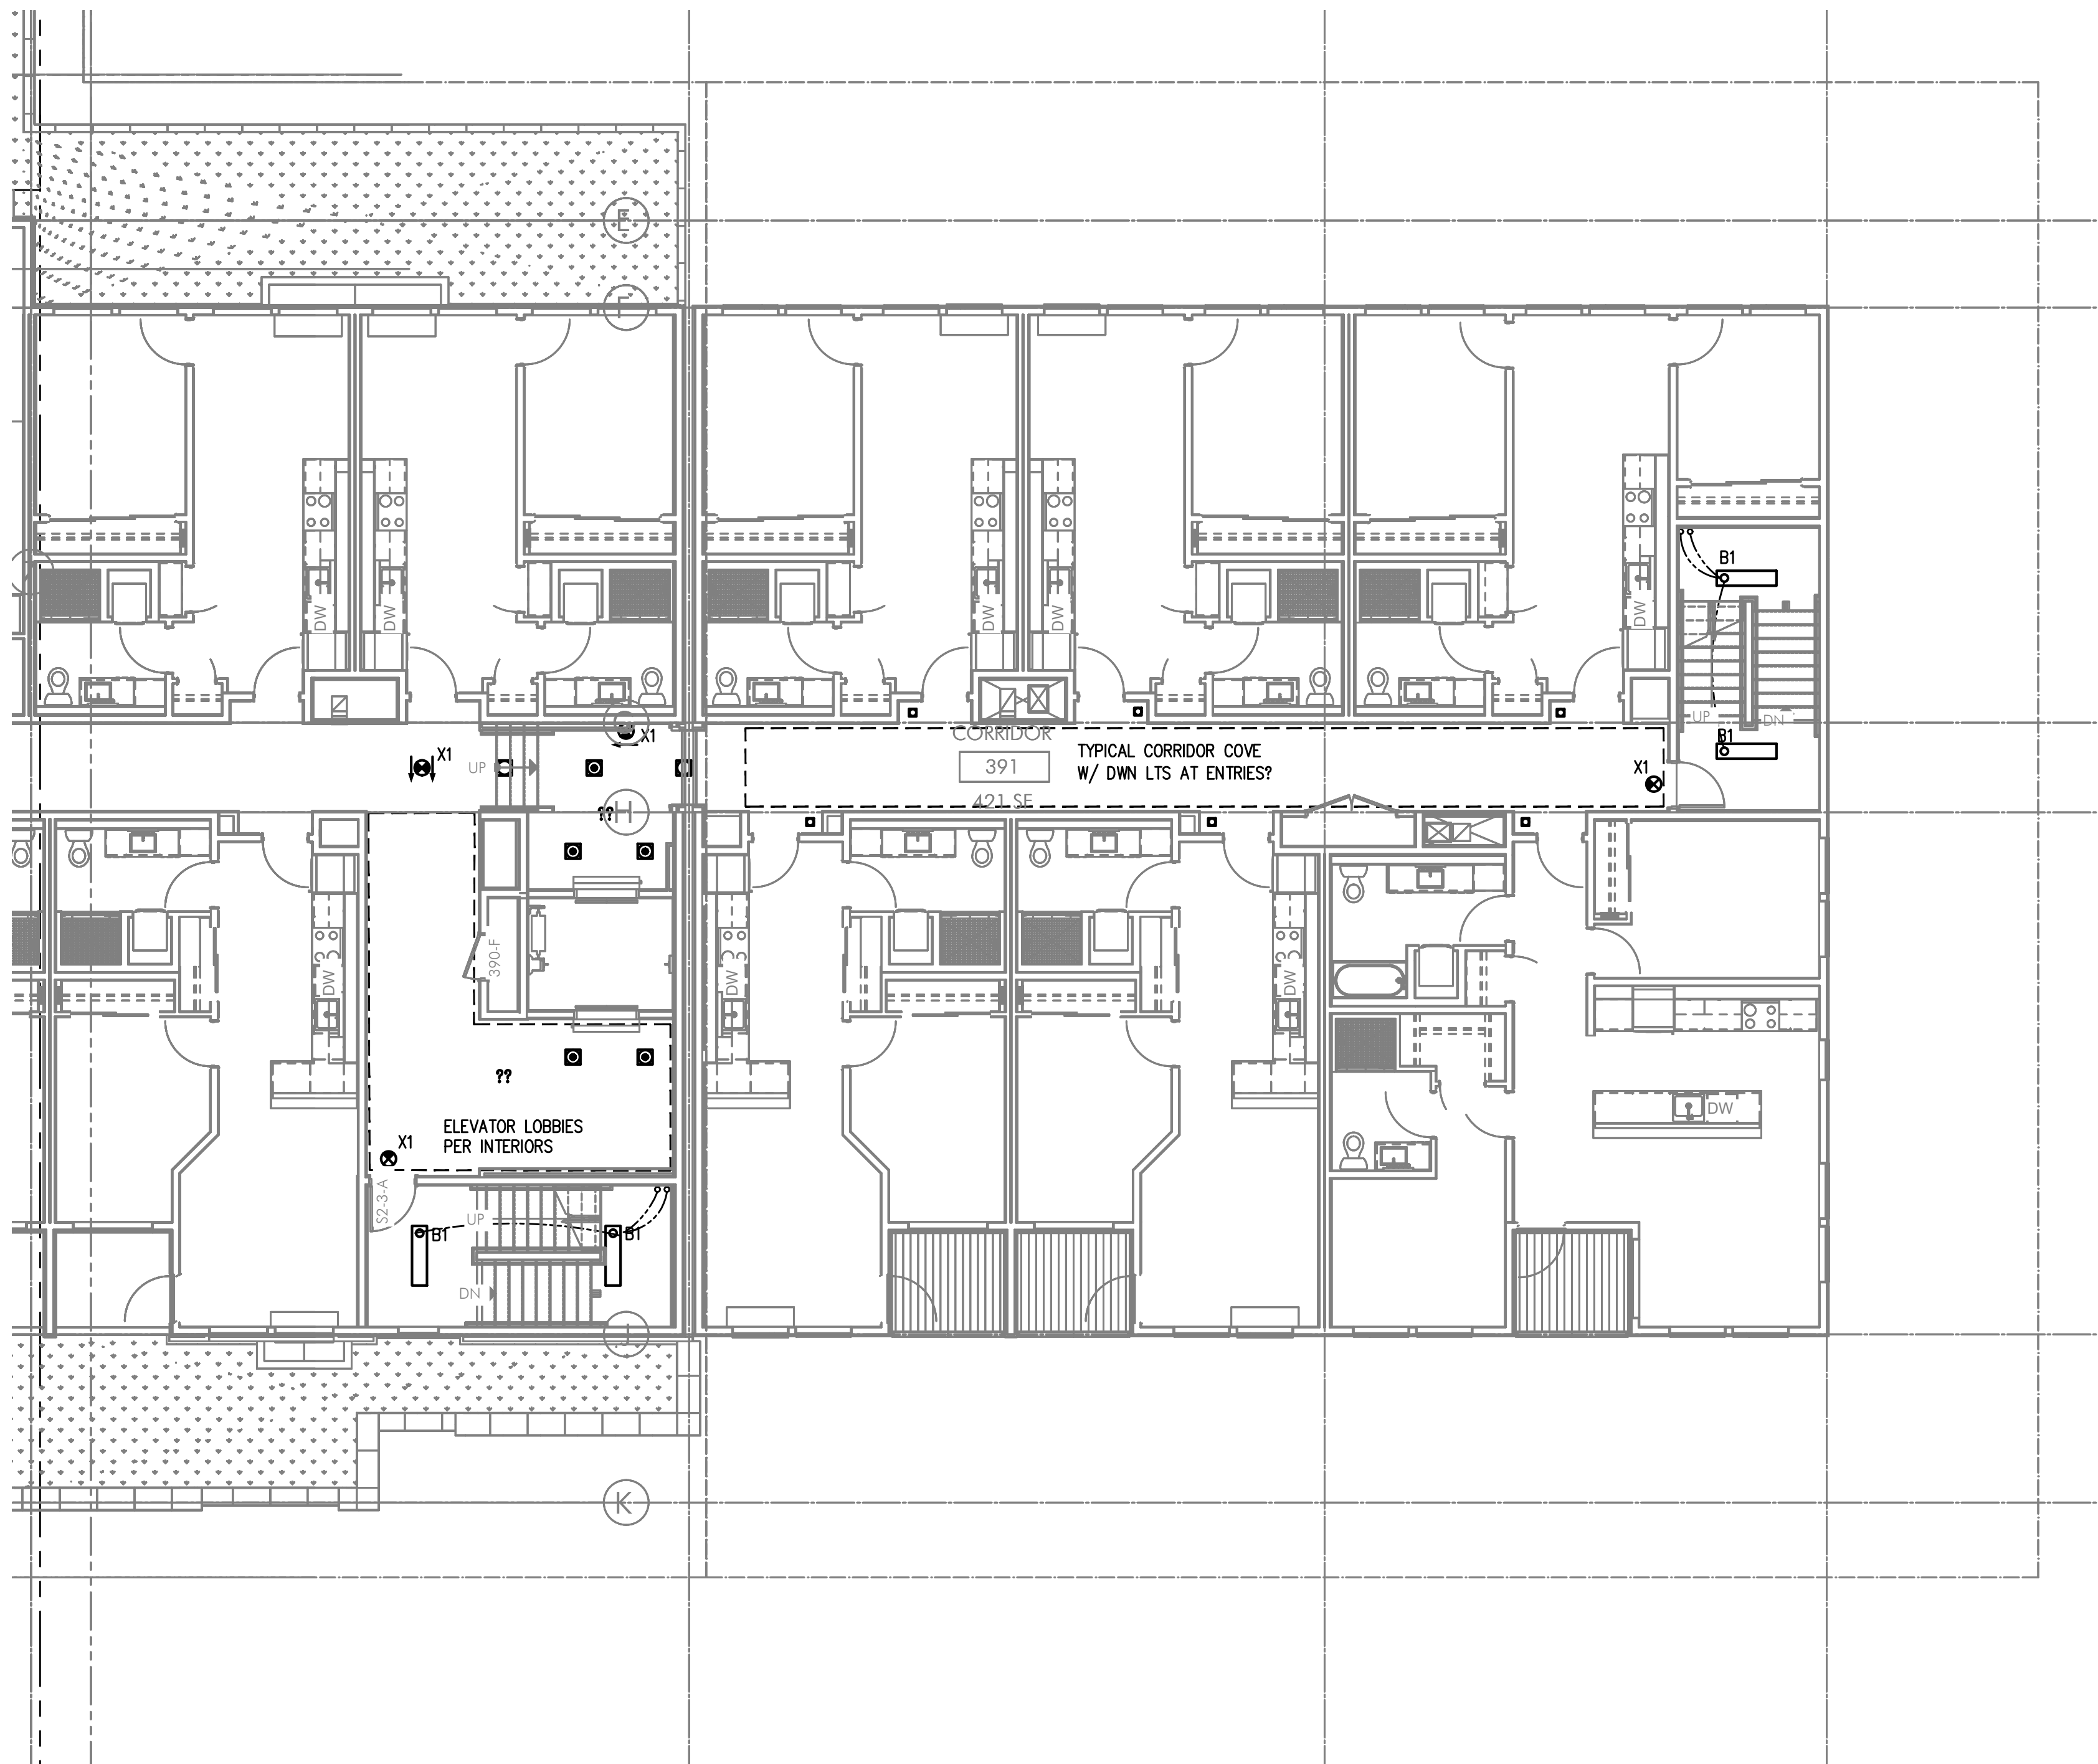 E
F
DW
DW
DW
DW
DW
B1
UP
DN
B1
G
X1
X1
UP
CORRIDOR
391
421 SF
TYPICAL CORRIDOR COVE
W/ DWN LTS AT ENTRIES?
X1
??
H
390-F
DW
DW
DW
DW
??
ELEVATOR LOBBIES
PER INTERIORS
X1
S2-3-A
UP
B1
B1
DN
J
K